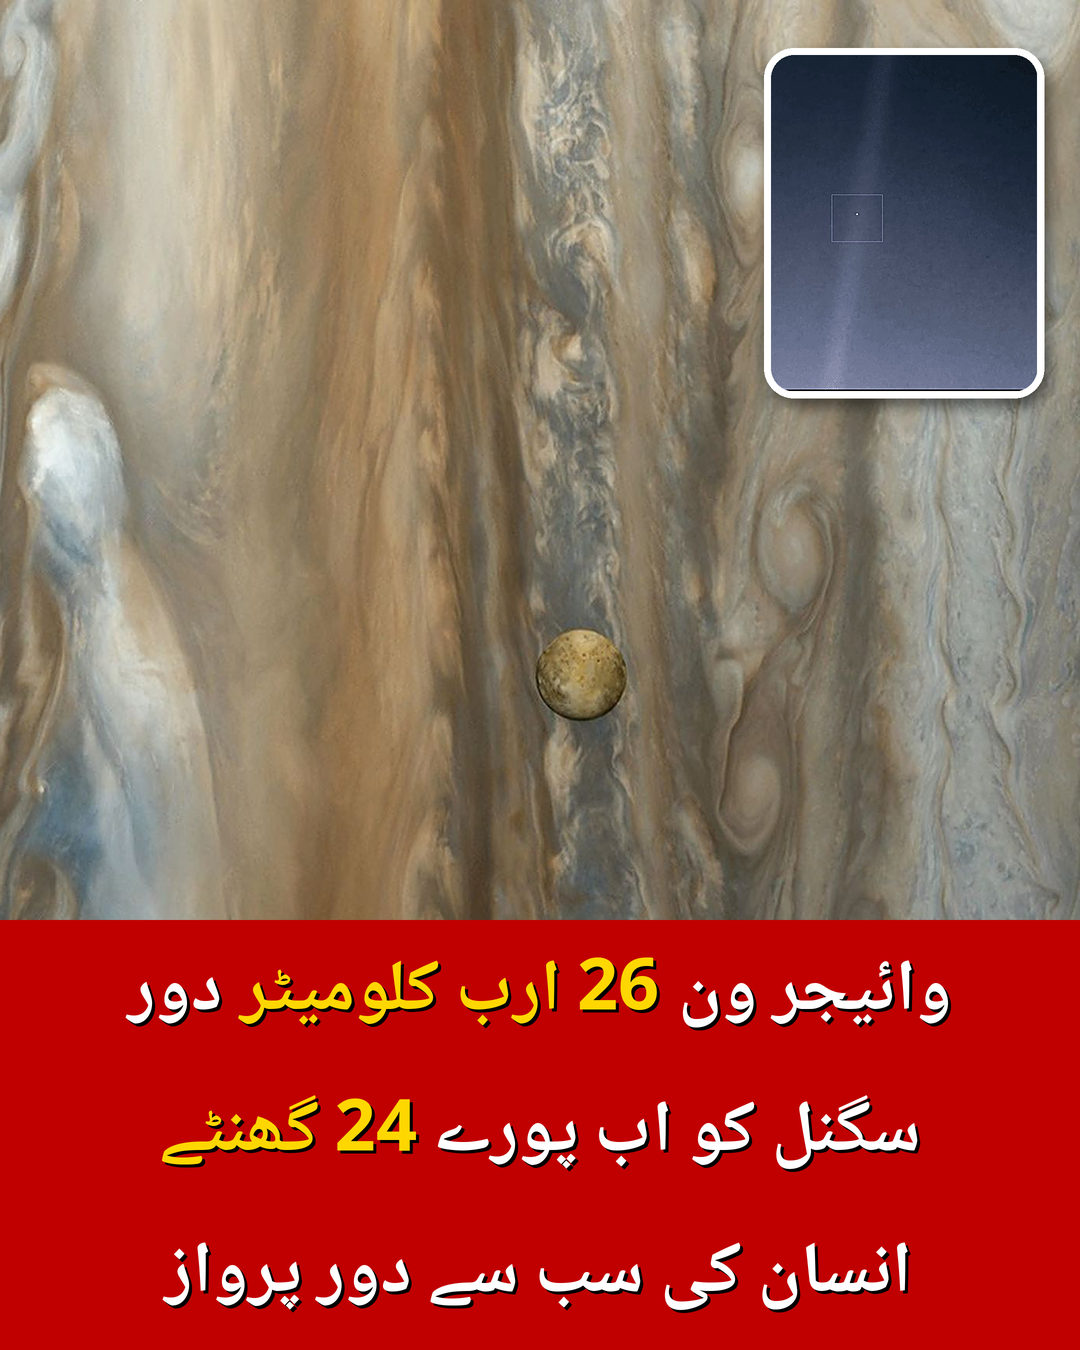 وائیجر ون 26 ارب کلومیٹر دور
سگنل کو اب پورے 24 گھنٹے
انسان کی سب سے دور پرواز